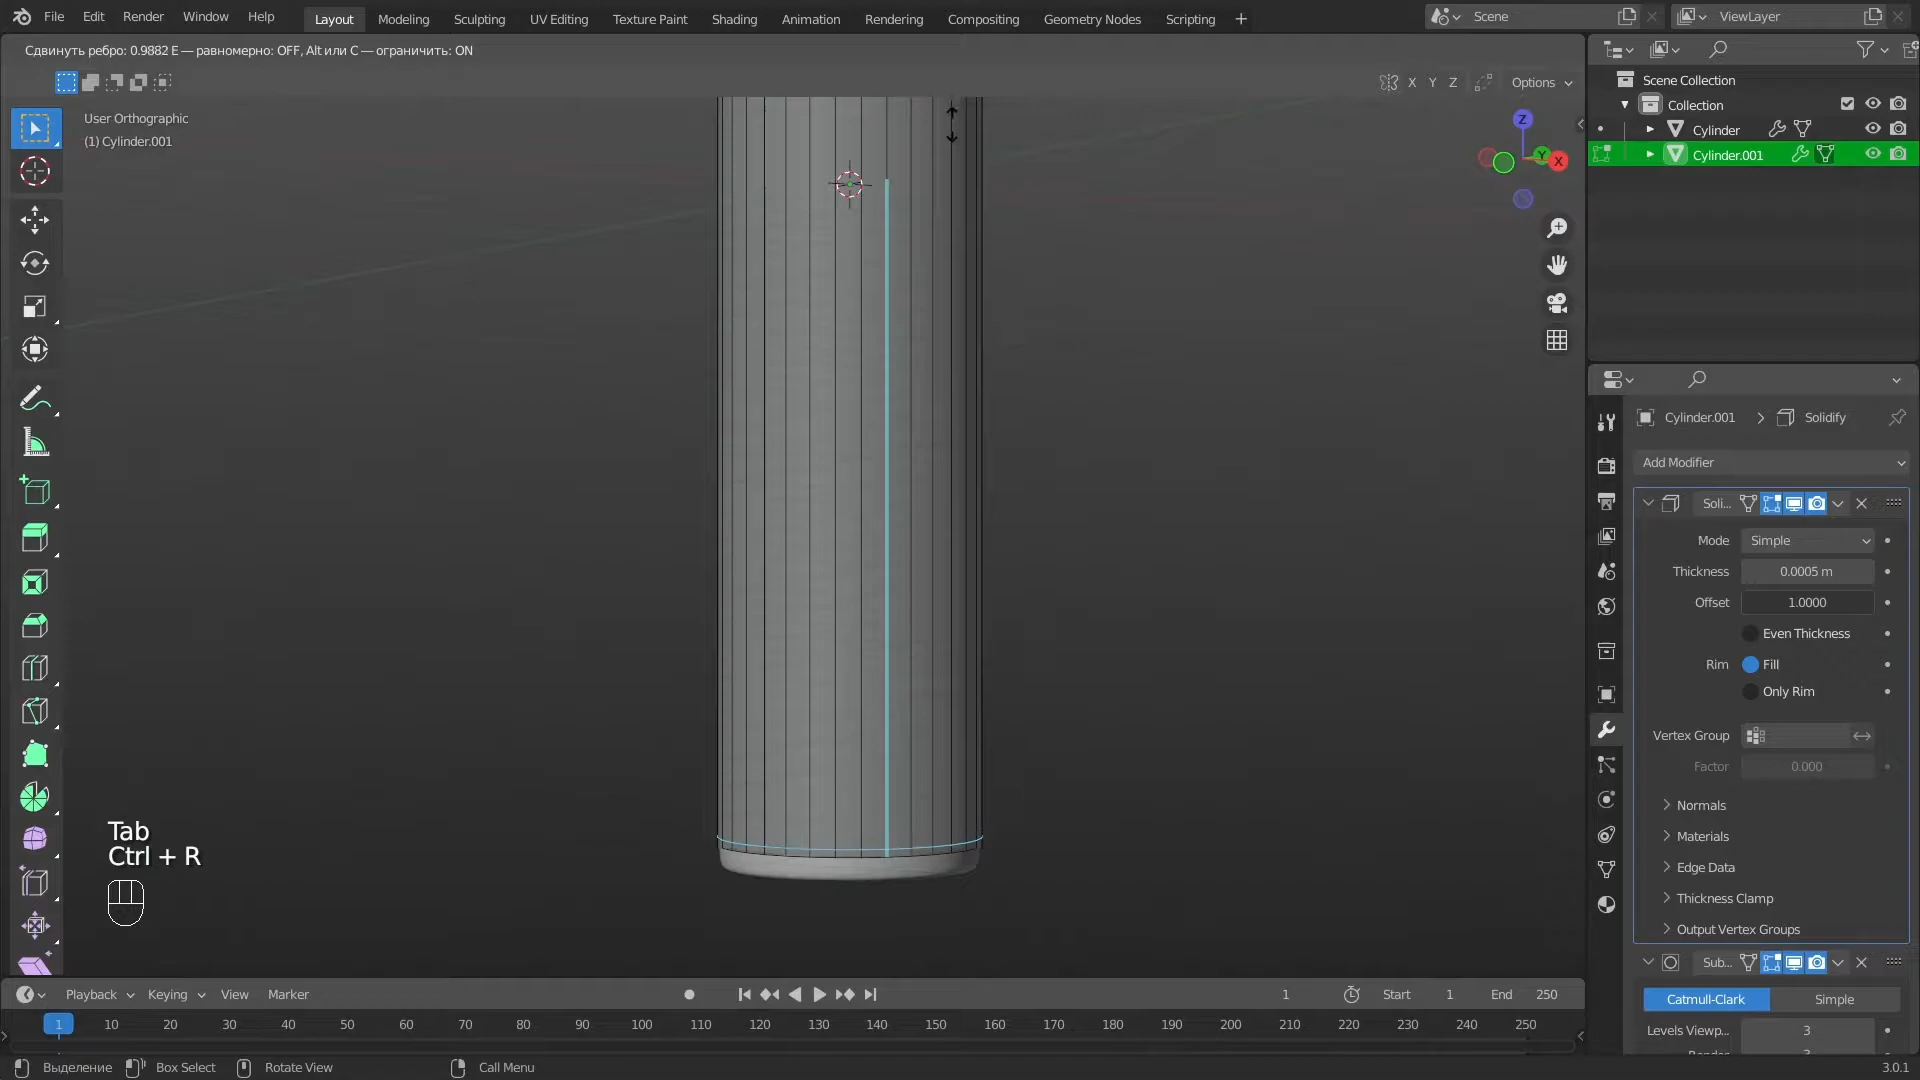 File Edit Render Window Help Layout Modeling Sculpting UV Editing Texture Paint Shading Animation Rendering Compositing Geometry Nodes Scripting + Scene ViewLayer
Сдвинуть ребро: 0.9882 E — равномерно: OFF, Alt или C — ограничить: ON
X Y Z Options
User Orthographic
(1) Cylinder.001
Z
Y
X
Scene Collection
Collection
Cylinder
Cylinder.001
Cylinder.001 > Solidify
Add Modifier
Soli...
Mode Simple
Thickness 0.0005 m
Offset 1.0000
Even Thickness
Rim Fill
Only Rim
Vertex Group
Factor 0.000
Normals
Materials
Edge Data
Thickness Clamp
Output Vertex Groups
Sub...
Catmull-Clark Simple
Levels Viewp... 3
Tab
Ctrl + R
Playback Keying View Marker 1 Start 1 End 250
1 10 20 30 40 50 60 70 80 90 100 110 120 130 140 150 160 170 180 190 200 210 220 230 240 250
Выделение Box Select Rotate View Call Menu 3.0.1